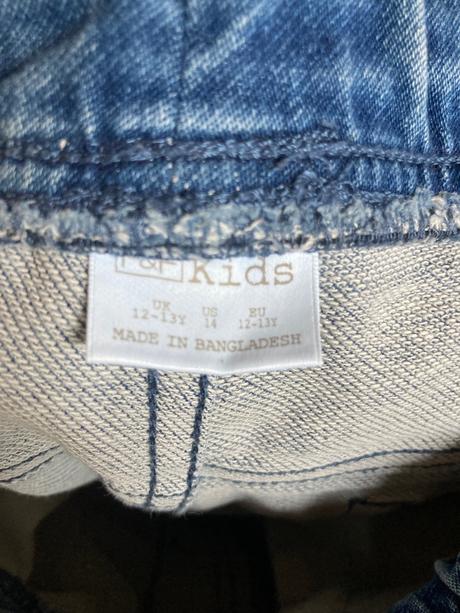 F&F Kids
UK US EU
12-13Y 14 12-13Y
MADE IN BANGLADESH